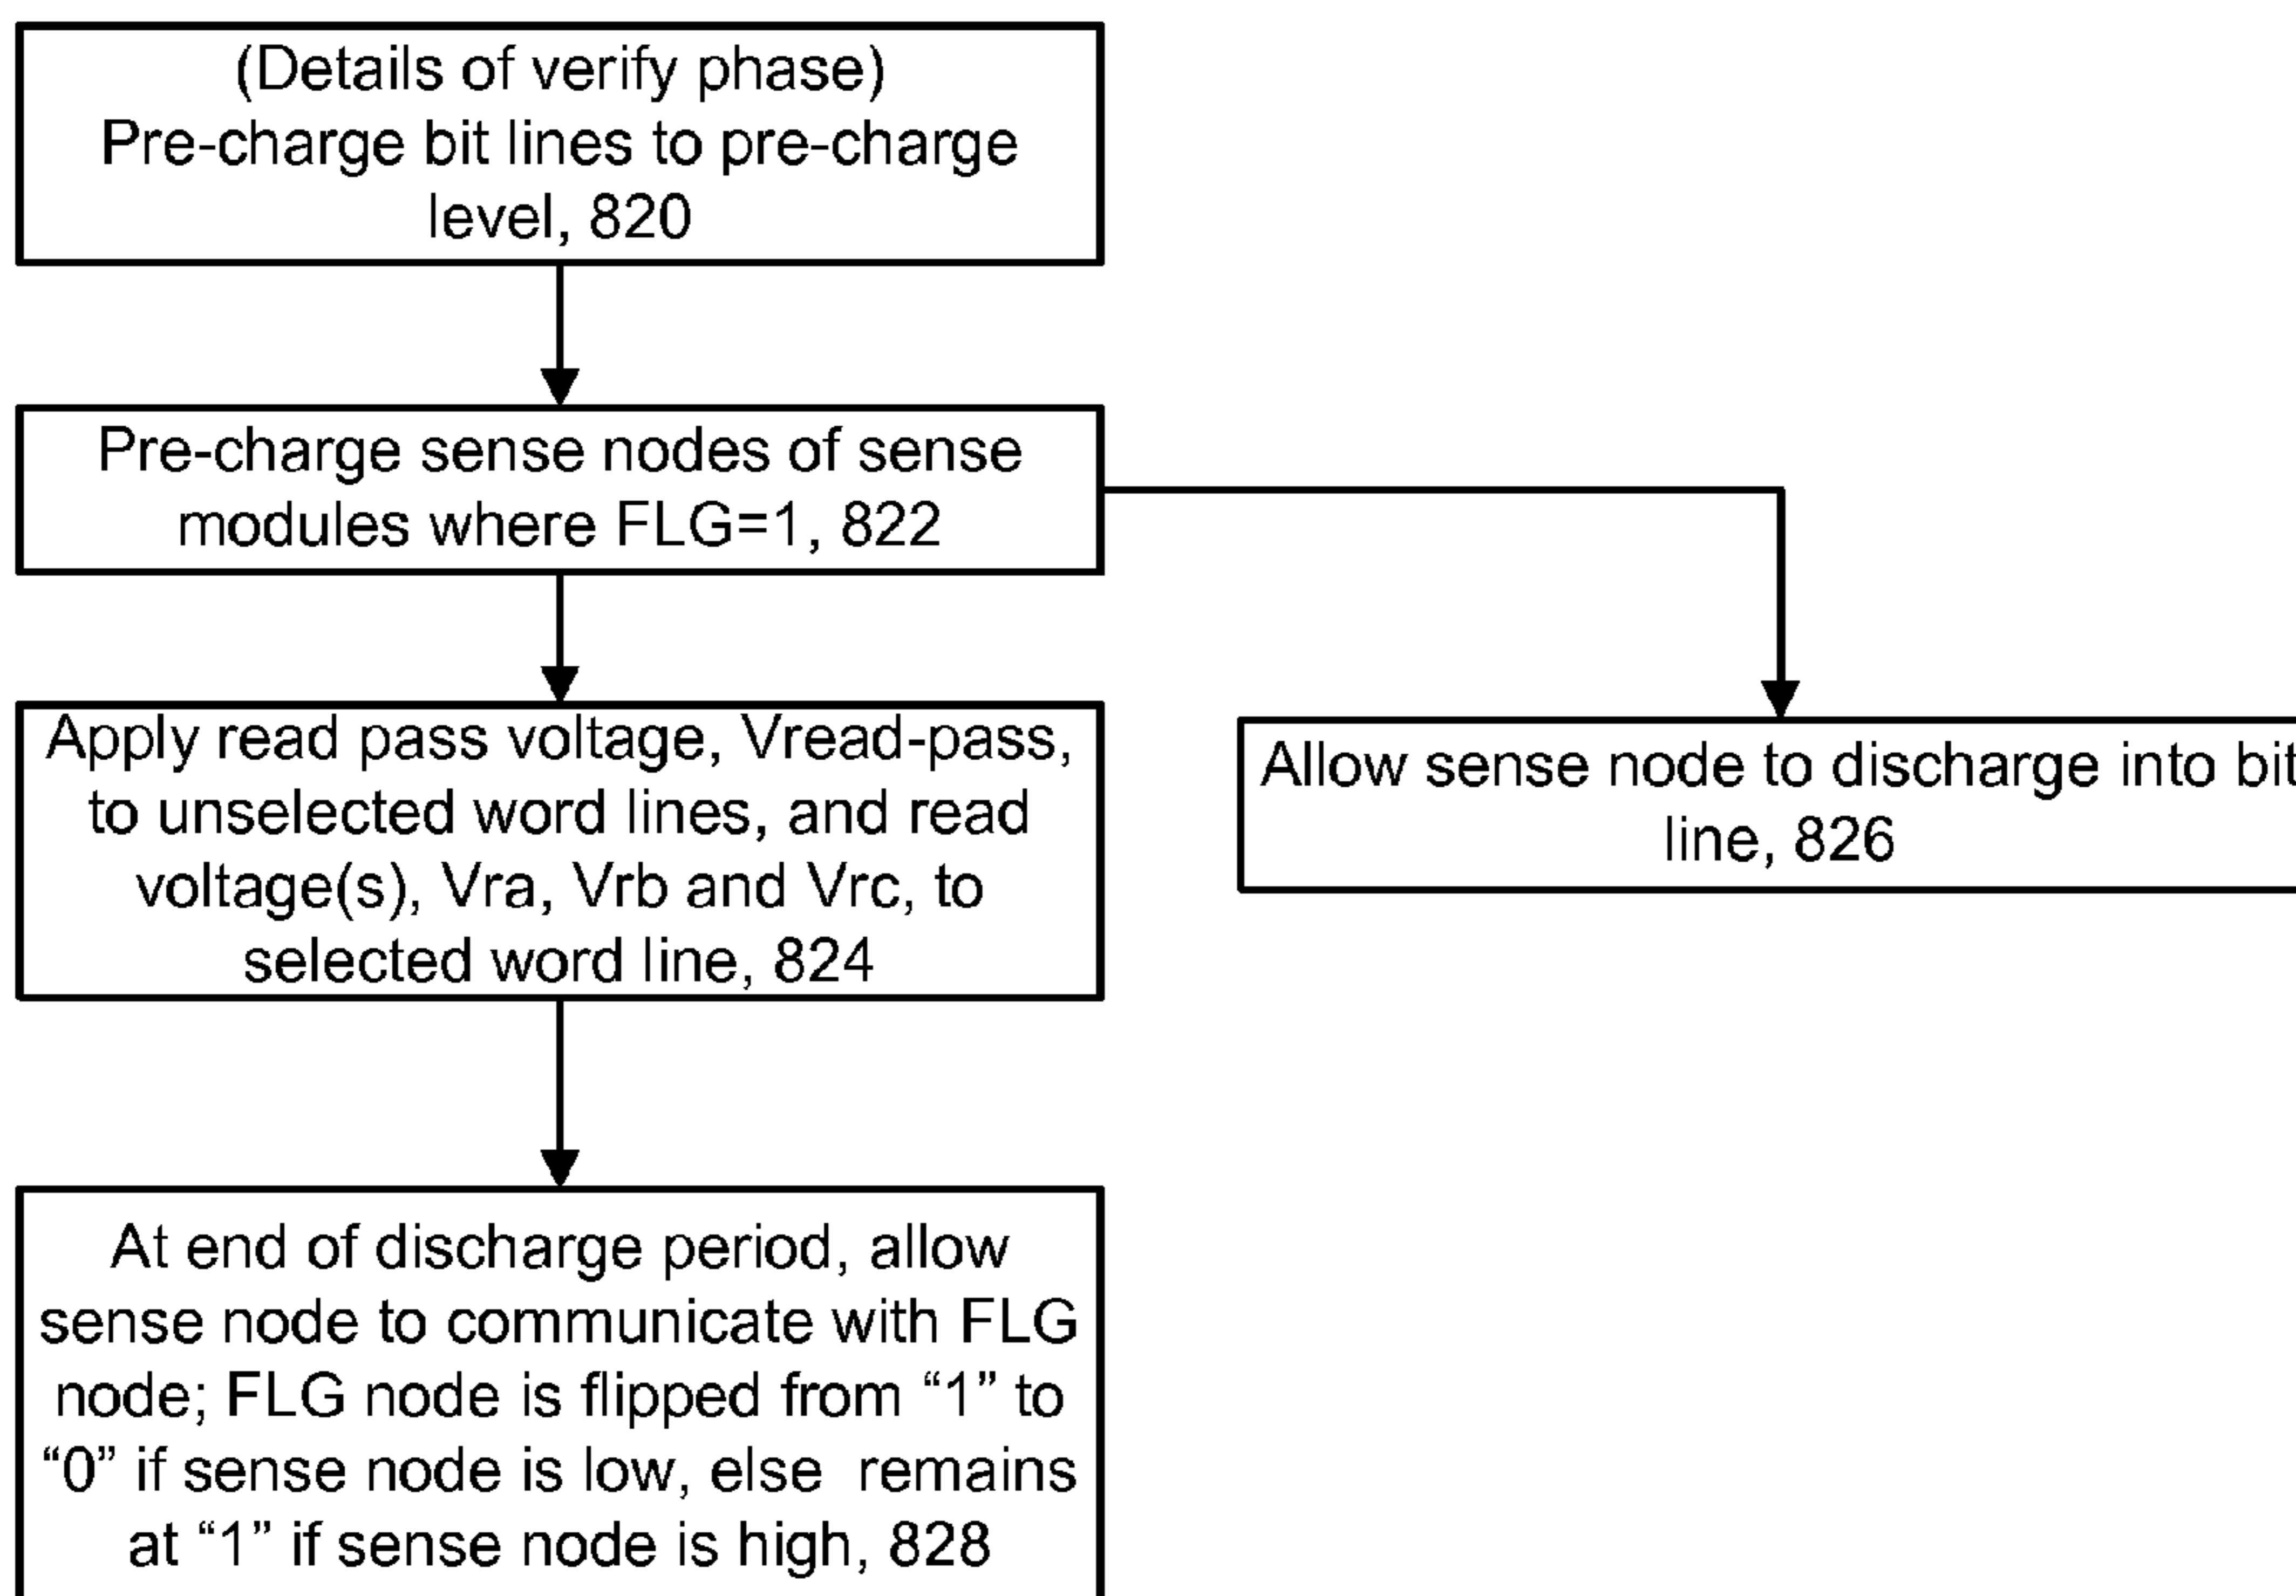 (Details of verify phase)
Pre-charge bit lines to pre-charge
level, 820
Pre-charge sense nodes of sense
modules where FLG=1, 822
Apply read pass voltage, Vread-pass,
to unselected word lines, and read
voltage(s), Vra, Vrb and Vrc, to
selected word line, 824
Allow sense node to discharge into bit
line, 826
At end of discharge period, allow
sense node to communicate with FLG
node; FLG node is flipped from “1” to
“0” if sense node is low, else  remains
at “1” if sense node is high, 828